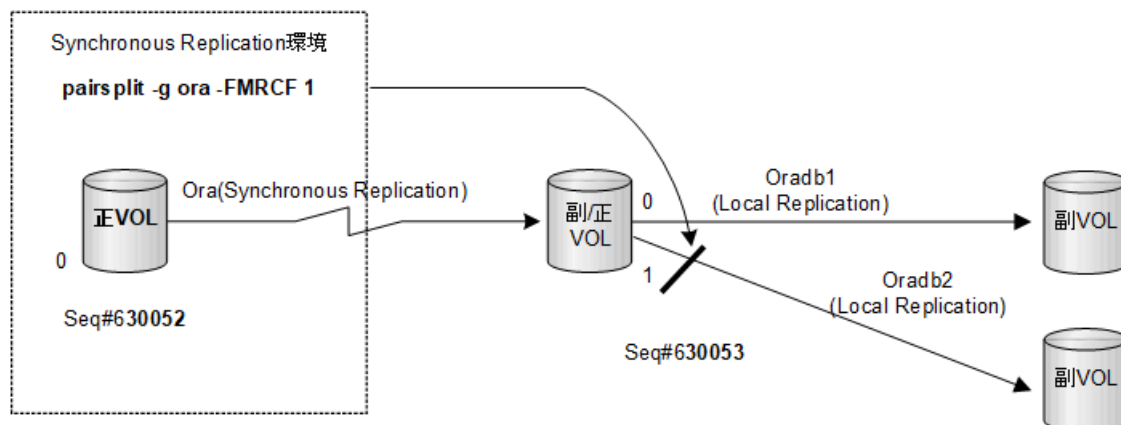 Synchronous Replication環境
pairsplit -g ora -FMRCF 1
Ora(Synchronous Replication)
正VOL
0
Seq#630052
副/正
VOL
0
1
Seq#630053
Oradb1
(Local Replication)
副VOL
Oradb2
(Local Replication)
副VOL